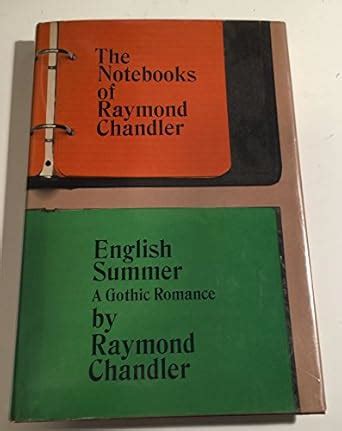 The
Notebooks
of
Raymond
Chandler
English
Summer
A Gothic Romance
by
Raymond
Chandler